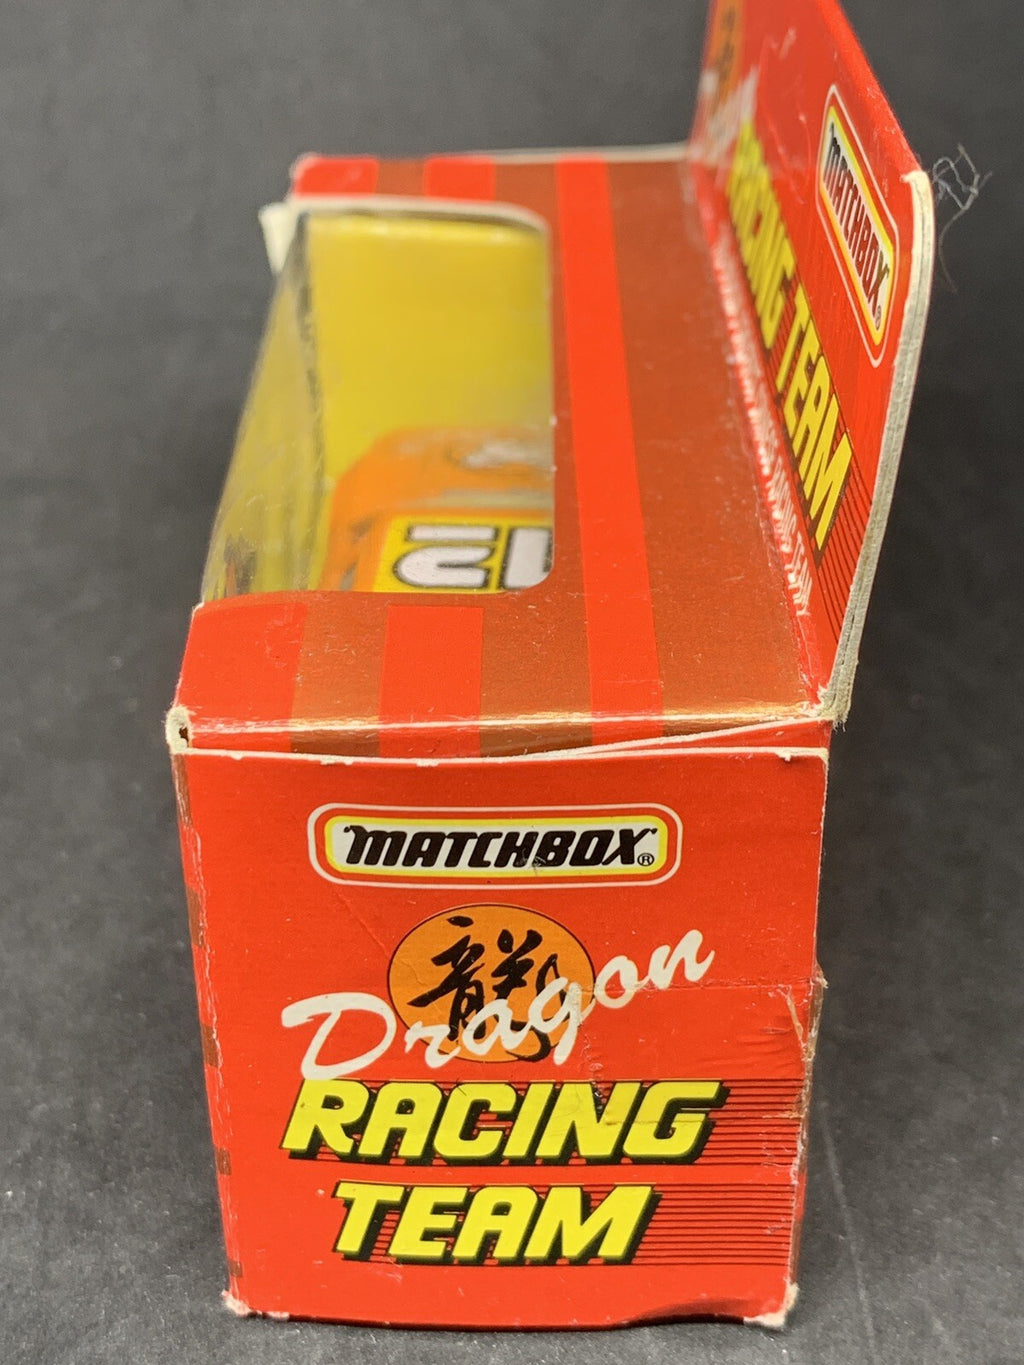 MATCHBOX®
RACING TEAM
12
MATCHBOX®
龍
Dragon
RACING
TEAM